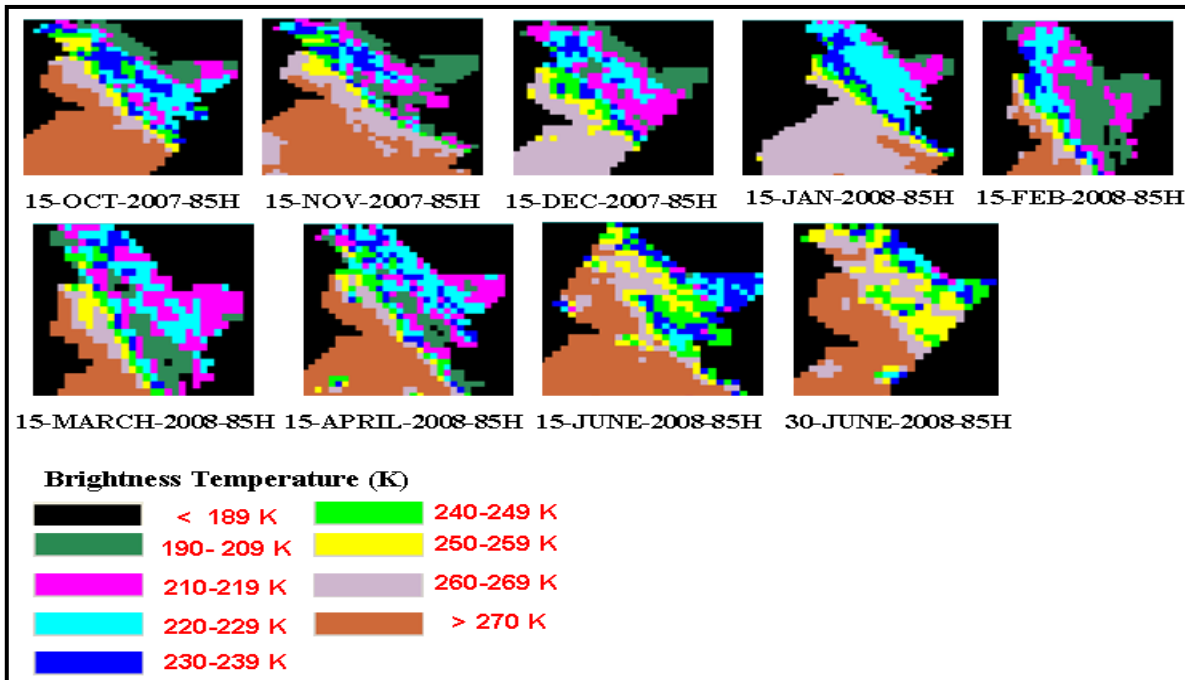 15-OCT-2007-85H 15-NOV-2007-85H 15-DEC-2007-85H 15-JAN-2008-85H 15-FEB-2008-85H
15-MARCH-2008-85H 15-APRIL-2008-85H 15-JUNE-2008-85H 30-JUNE-2008-85H
Brightness Temperature (K)
< 189 K
190- 209 K
210-219 K
220-229 K
230-239 K
240-249 K
250-259 K
260-269 K
> 270 K